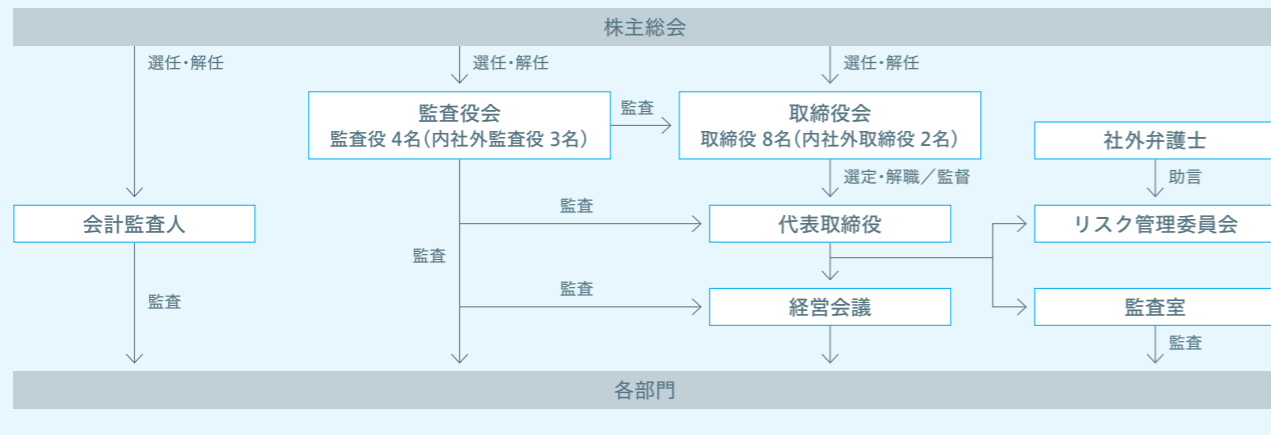 株主総会
選任・解任
選任・解任
選任・解任
監査役会
監査役 4名(内社外監査役 3名)
監査
取締役会
取締役 8名(内社外取締役 2名)
社外弁護士
選定・解職／監督
助言
会計監査人
監査
代表取締役
リスク管理委員会
監査
監査
監査
経営会議
監査室
監査
各部門